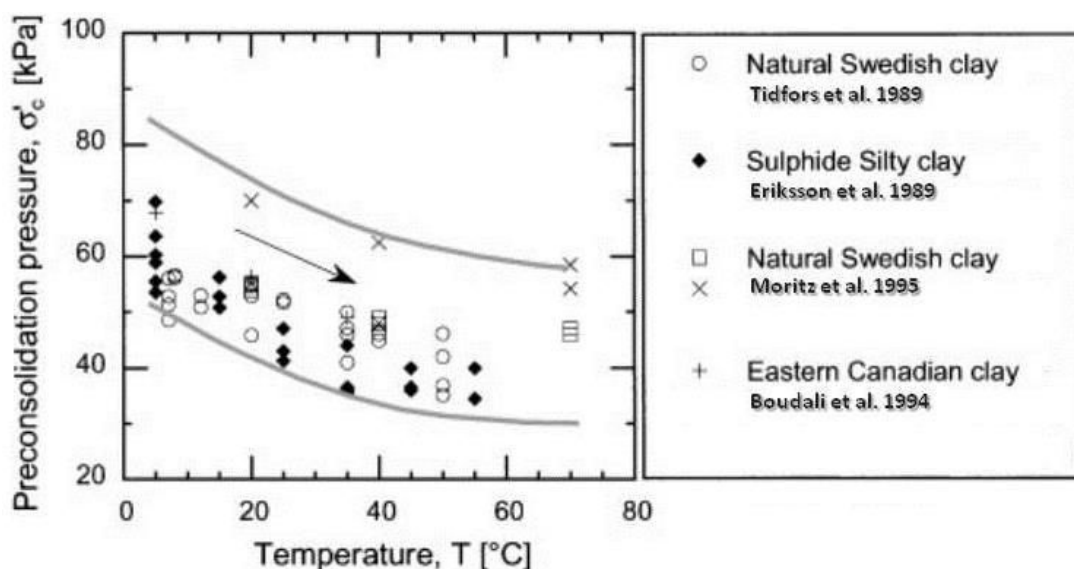 Preconsolidation pressure, σ'c [kPa]
100
80
60
40
20
0 20 40 60 80
Temperature, T [°C]
Natural Swedish clay
Tidfors et al. 1989
Sulphide Silty clay
Eriksson et al. 1989
Natural Swedish clay
Moritz et al. 1995
Eastern Canadian clay
Boudali et al. 1994